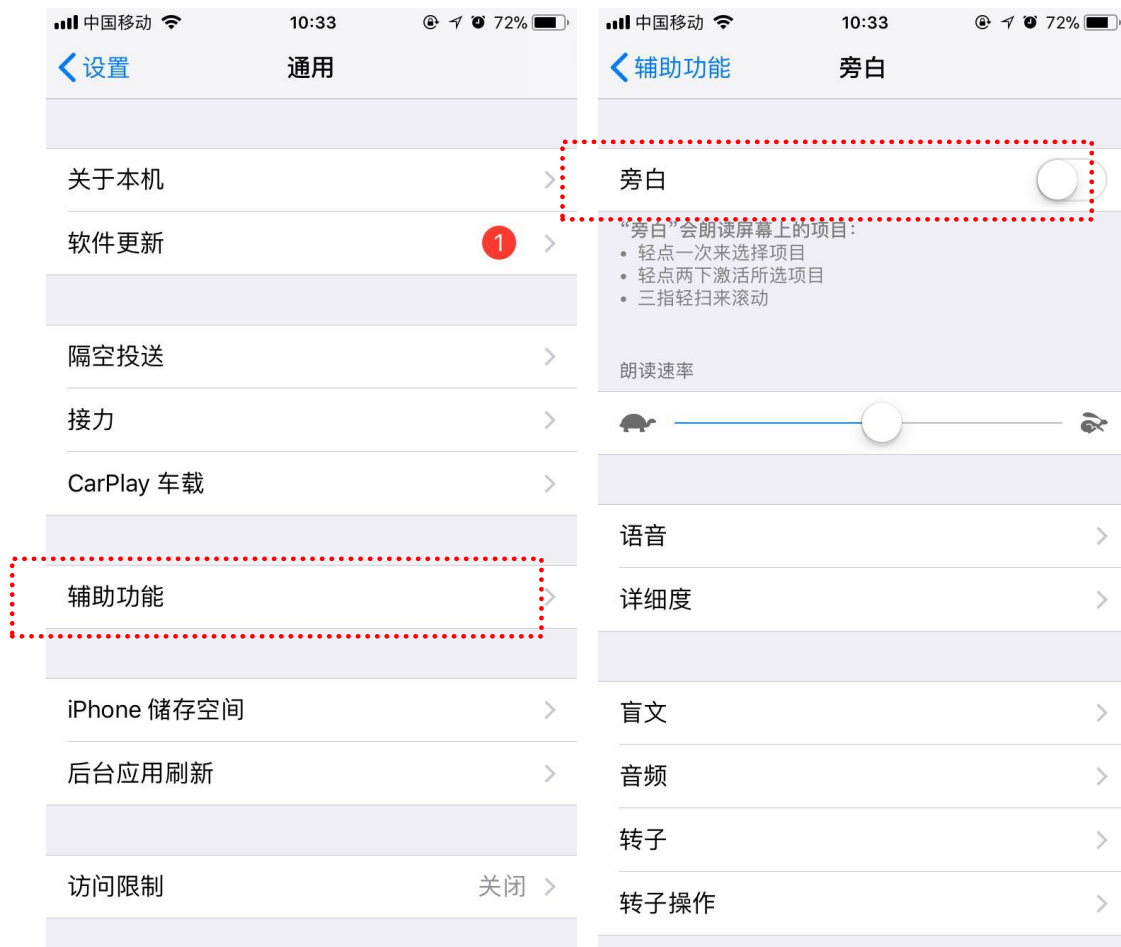 中国移动 10:33 72%
设置 通用
关于本机
软件更新 1
隔空投送
接力
CarPlay 车载
辅助功能
iPhone 储存空间
后台应用刷新
访问限制 关闭
中国移动 10:33 72%
辅助功能 旁白
旁白
“旁白”会朗读屏幕上的项目：
• 轻点一次来选择项目
• 轻点两下激活所选项目
• 三指轻扫来滚动
朗读速率
语音
详细度
盲文
音频
转子
转子操作